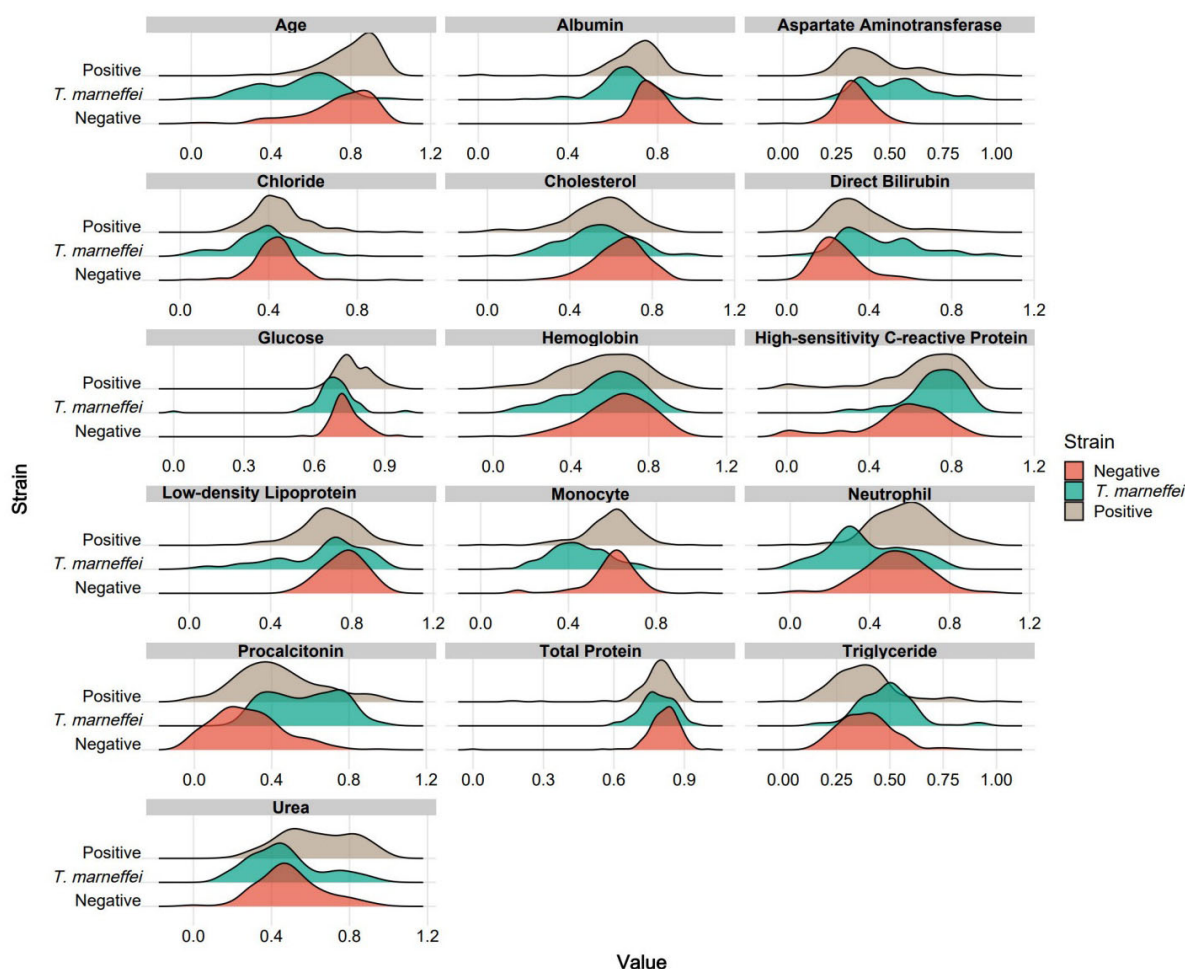 Age Albumin Aspartate Aminotransferase
Positive
T. marneffei
Negative
0.0 0.4 0.8 1.2 0.0 0.4 0.8 0.00 0.25 0.50 0.75 1.00
Chloride Cholesterol Direct Bilirubin
Positive
T. marneffei
Negative
0.0 0.4 0.8 0.0 0.4 0.8 1.2 0.0 0.4 0.8 1.2
Glucose Hemoglobin High-sensitivity C-reactive Protein
Positive
T. marneffei
Negative
0.0 0.3 0.6 0.9 0.0 0.4 0.8 1.2 0.0 0.4 0.8
Strain
Negative
T. marneffei
Positive
Strain
Low-density Lipoprotein Monocyte Neutrophil
Positive
T. marneffei
Negative
0.0 0.4 0.8 1.2 0.0 0.4 0.8 0.0 0.4 0.8 1.2
Procalcitonin Total Protein Triglyceride
Positive
T. marneffei
Negative
0.0 0.4 0.8 1.2 0.0 0.3 0.6 0.9 0.00 0.25 0.50 0.75 1.00
Urea
Positive
T. marneffei
Negative
0.0 0.4 0.8 1.2
Value